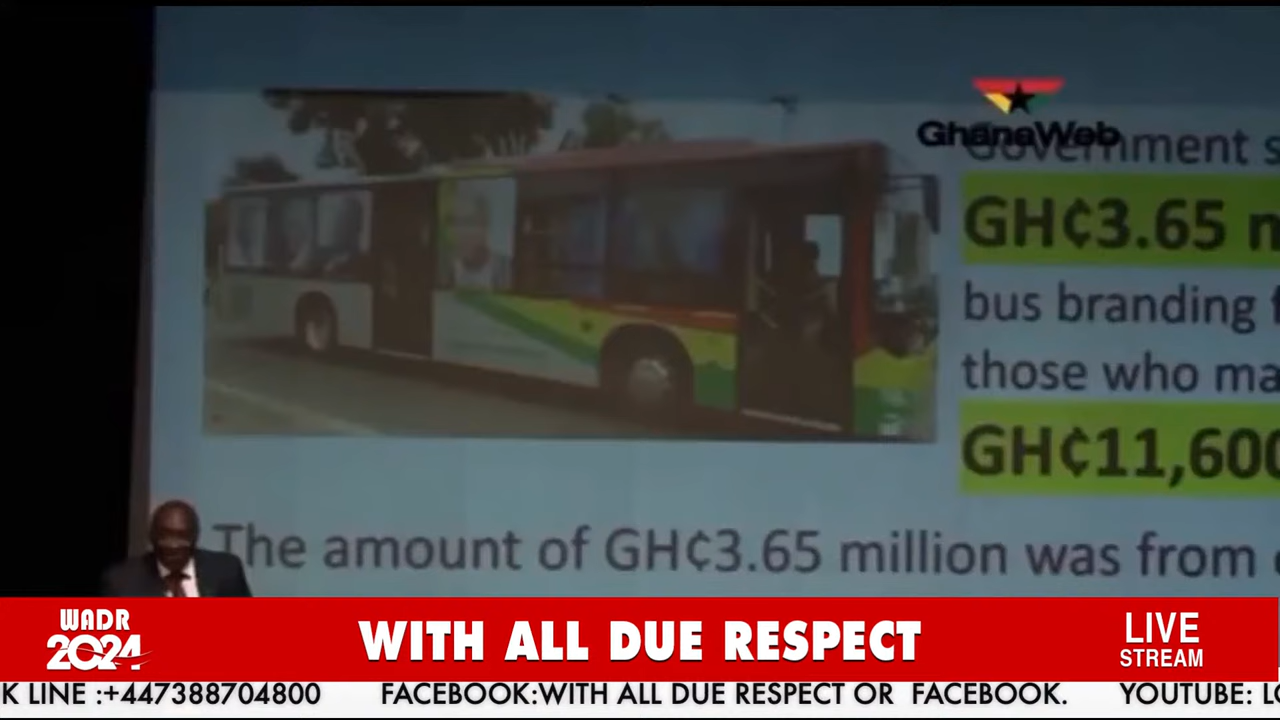 GhanaWeb
Government s
GH¢3.65 m
bus branding f
those who ma
GH¢11,600
The amount of GH¢3.65 million was from
WADR
2024
WITH ALL DUE RESPECT
LIVE
STREAM
K LINE :+447388704800 FACEBOOK:WITH ALL DUE RESPECT OR FACEBOOK. YOUTUBE: LO